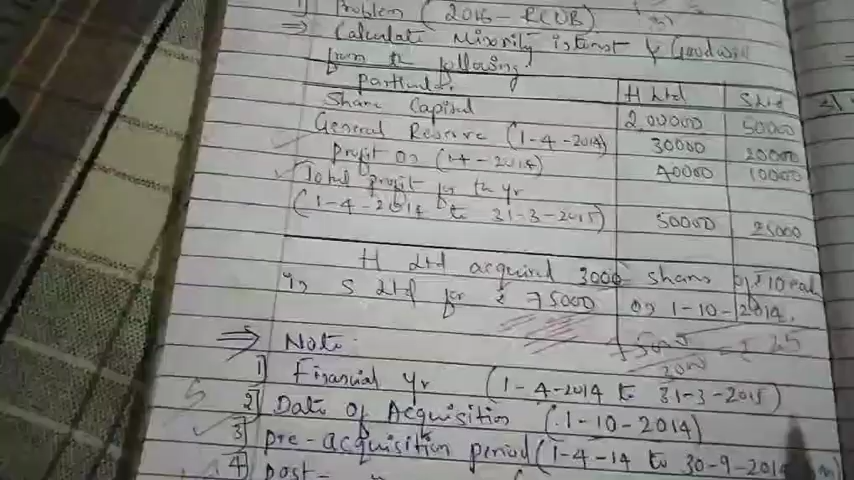 1) Problem (2016 - RCUB)
⇒ Calculate Minority interest & Goodwill
from the following
particulars. H Ltd S Ltd
Share Capital 2,00000 50000
General Reserve (1-4-2014) 30000 20000
Profit on (1-4-2014) 40000 10000
Total profit for the yr
(1-4-2014 to 31-3-2015) 50000 25000
H Ltd acquired 3000 shares of ₹10 each
in S Ltd for ₹ 75000 on 1-10-2014.
⇒ Note:
1] Financial yr (1-4-2014 to 31-3-2015)
2] Date of Acquisition (1-10-2014)
3] pre-acquisition period (1-4-14 to 30-9-2014
4] post-